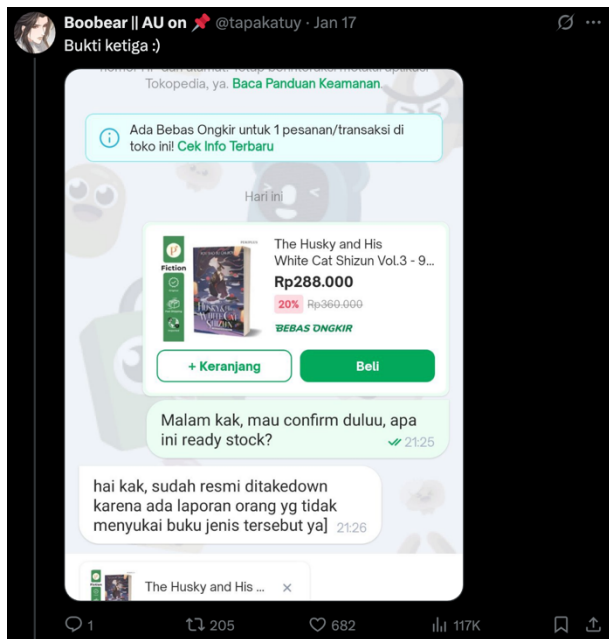 Boobear || AU on 📌 @tapakatuy · Jan 17
Bukti ketiga :)
Tokopedia, ya. Baca Panduan Keamanan.
Ada Bebas Ongkir untuk 1 pesanan/transaksi di
toko ini! Cek Info Terbaru
Hari ini
Fiction
The Husky and His
White Cat Shizun Vol.3 - 9...
Rp288.000
20% Rp360.000
BEBAS ONGKIR
+ Keranjang
Beli
Malam kak, mau confirm duluu, apa
ini ready stock?
21:25
hai kak, sudah resmi ditakedown
karena ada laporan orang yg tidak
menyukai buku jenis tersebut ya]
21:26
The Husky and His ...
1
205
682
117K